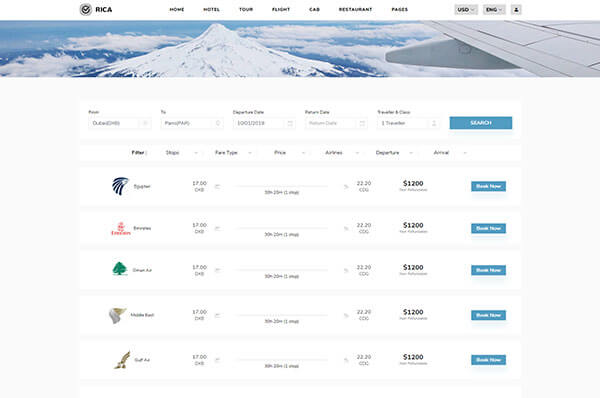 RICA HOME HOTEL TOUR FLIGHT CAB RESTAURANT PAGES USD ENG
From To Departure Date Return Date Traveller & Class
Dubai(DXB) Paris(PAR) 10/01/2019 Return Date 1 Traveller SEARCH
Filter | Stops Fare Type Price Airlines Departure Arrival
Egyptair 17.00 22.20 $1200 Book Now
DXB 30h 20m (1 stop) CDG Non Refundable
Emirates 17.00 22.20 $1200 Book Now
Emirates DXB 30h 20m (1 stop) CDG Non Refundable
Oman Air 17.00 22.20 $1200 Book Now
DXB 30h 20m (1 stop) CDG Non Refundable
Middle East 17.00 22.20 $1200 Book Now
DXB 30h 20m (1 stop) CDG Non Refundable
Gulf Air 17.00 22.20 $1200 Book Now
DXB 30h 20m (1 stop) CDG Non Refundable